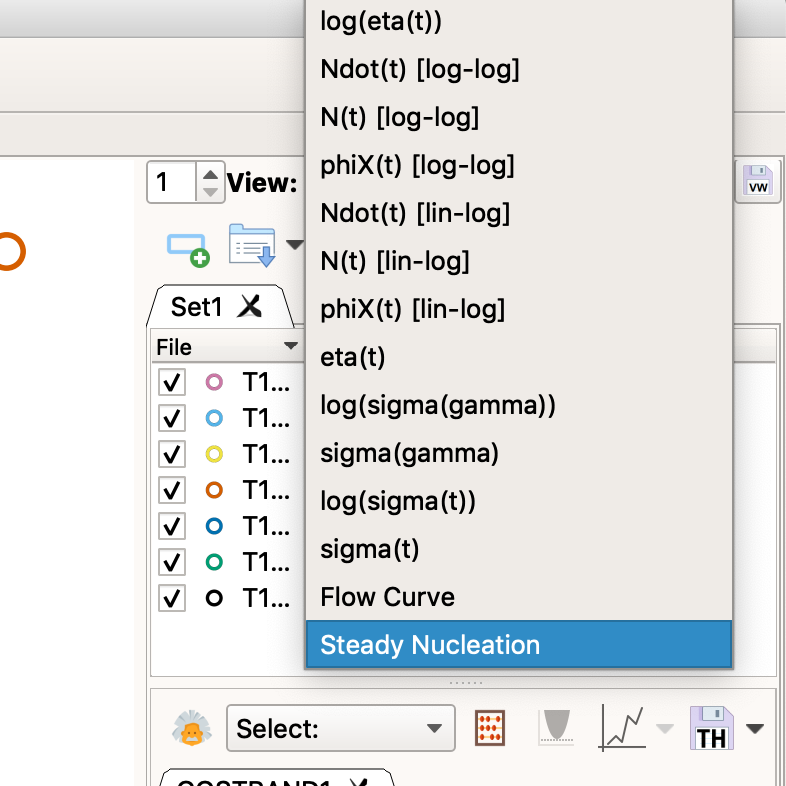 log(eta(t))
Ndot(t) [log-log]
N(t) [log-log]
phiX(t) [log-log]
1 View:
vw
Ndot(t) [lin-log]
N(t) [lin-log]
Set1
phiX(t) [lin-log]
File
eta(t)
T1...
log(sigma(gamma))
T1...
sigma(gamma)
T1...
T1...
log(sigma(t))
T1...
sigma(t)
T1...
Flow Curve
T1...
Steady Nucleation
Select:
TH